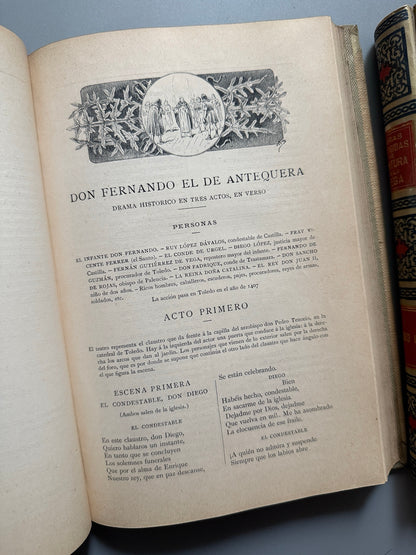 DON FERNANDO EL DE ANTEQUERA
DRAMA HISTORICO EN TRES ACTOS, EN VERSO
PERSONAS
EL INFANTE DON FERNANDO. – RUY LÓPEZ DÁVALOS, condestable de Castilla. – FRAY VI-
CENTE FERRER (el Santo). – EL CONDE DE URGEL. – DIEGO LÓPEZ, justicia mayor de
Castilla. – FERNÁN GUTIÉRREZ DE VEGA, repostero mayor del infante. – FERNANDO DE
GUZMÁN, procurador de Toledo. – DON FADRIQUE, conde de Trastamara. – DON SANCHO
DE ROJAS, obispo de Palencia. – LA REINA DOÑA CATALINA. – EL REY DON JUAN II,
niño de dos años. – Ricos hombres, caballeros, escuderos, pajes, procuradores, reyes de armas,
soldados, etc.
La acción pasa en Toledo en el año de 1407
ACTO PRIMERO
El teatro representa el claustro que da frente á la capilla del arzobispo don Pedro Tenorio, en la
catedral de Toledo. Hay á la izquierda del actor una puerta que conduce á la iglesia: á la dere-
cha los arcos que dan al jardín. Los personajes que vienen de lo exterior salen del costado derecho
del foro, que es por donde se supone que continúa el otro lado del claustro que hace ángulo con
el que figura la escena.
ESCENA PRIMERA
EL CONDESTABLE, DON DIEGO
(Ambos salen de la iglesia.)
EL CONDESTABLE
En este claustro, don Diego,
Quiero hablaros un instante,
En tanto que se concluyen
Los solemnes funerales
Que por el alma de Enrique
Nuestro rey, que en paz descanse,
Se están celebrando.
DIEGO
Bien
Habéis hecho, condestable,
En sacarme de la iglesia.
Dejadme por Dios, dejadme
Que vuelva en mí. Me ha asombrado
La elocuencia de ese fraile.
EL CONDESTABLE
¿A quién no admira y suspende
Siempre que los labios abre